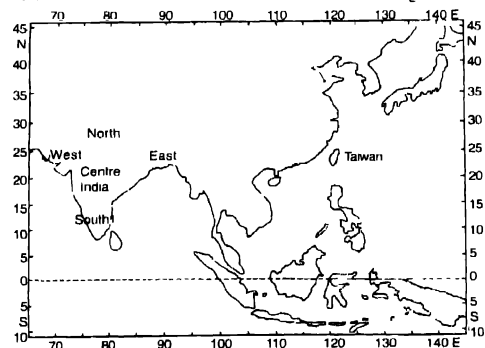 70 80 90 100 110 120 130 140 E
45 45
N N
40 40
35 35
30 30
North
25 West East Taiwan 25
20 Centre 20
India
15 15
South
10 10
5 5
0 0
5 5
S S
10 10
70 80 90 100 110 120 130 140 E